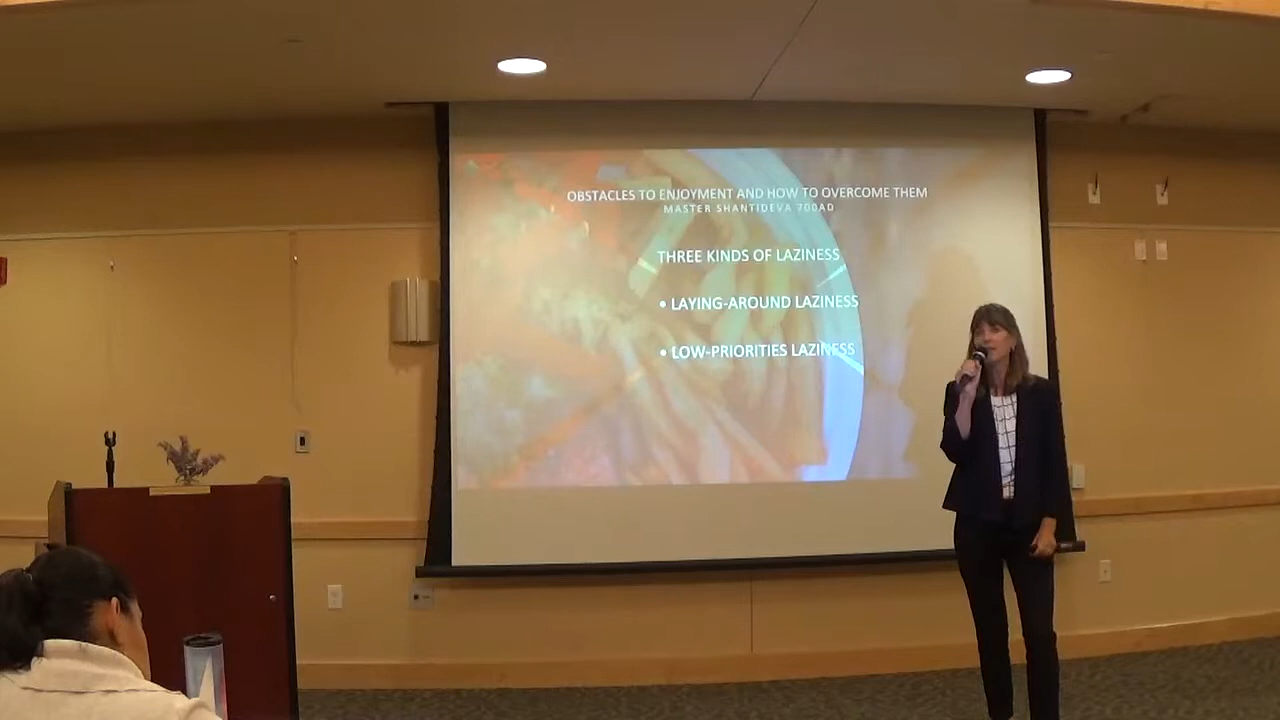 OBSTACLES TO ENJOYMENT AND HOW TO OVERCOME THEM
MASTER SHANTIDEVA 700AD
THREE KINDS OF LAZINESS
• LAYING-AROUND LAZINESS
• LOW-PRIORITIES LAZINESS